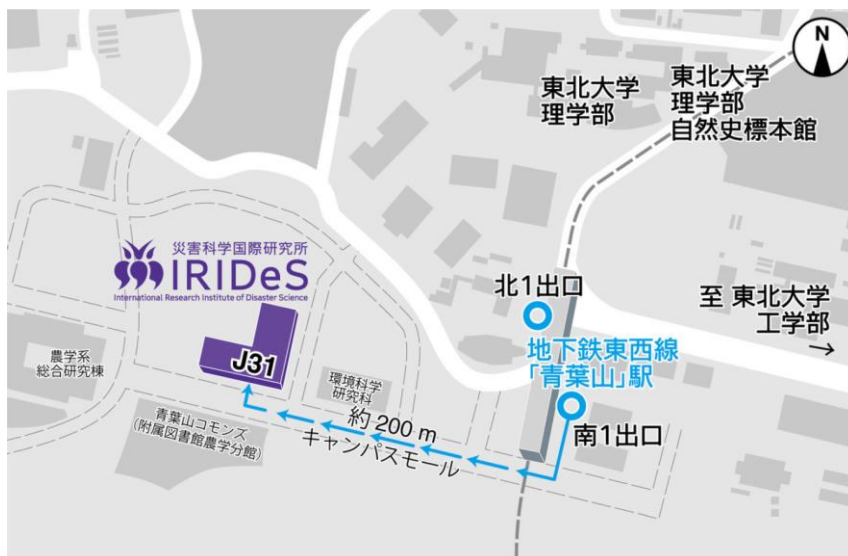 N
東北大学
理学部
東北大学
理学部
自然史標本館
災害科学国際研究所
IRIDeS
International Research Institute of Disaster Science
北1出口
至 東北大学
工学部
→
地下鉄東西線
「青葉山」駅
J31
農学系
総合研究棟
環境科学
研究科
南1出口
約 200 m
キャンパスモール
青葉山コモンズ
(附属図書館農学分館)